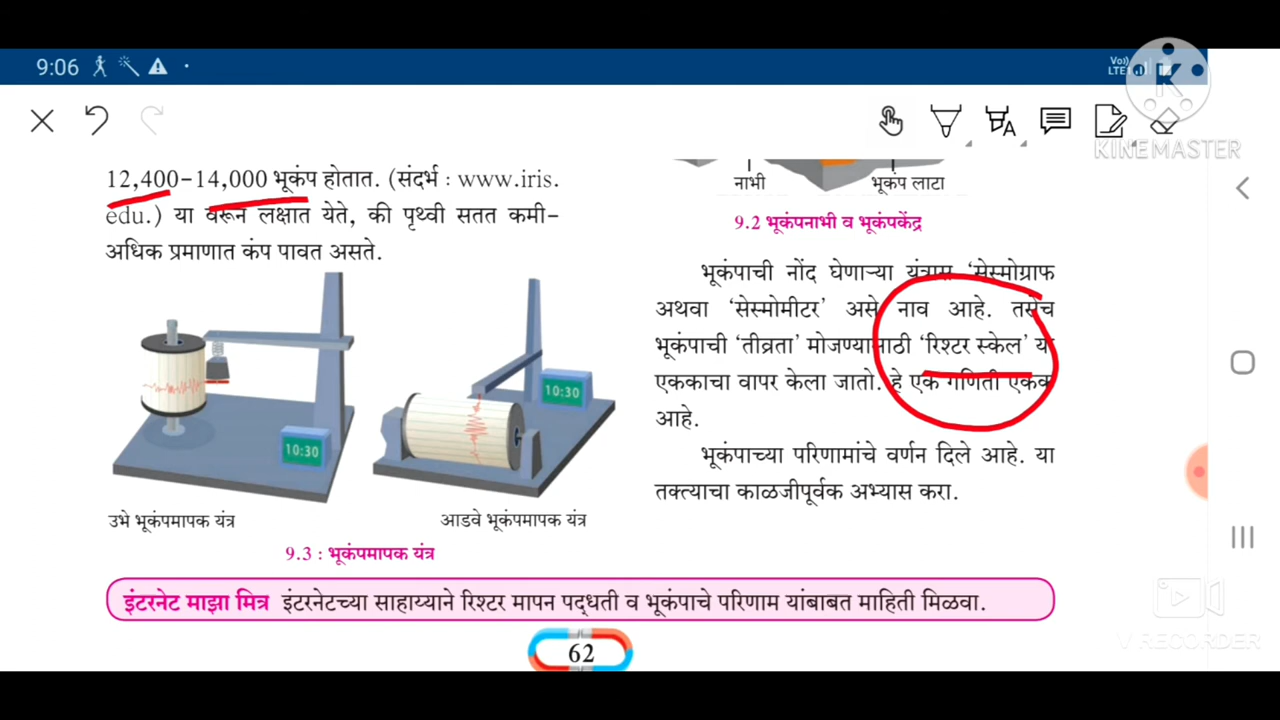 9:06
Vo) LTE1
KINEMASTER
12,400-14,000 भूकंप होतात. (संदर्भ : www.iris.
edu.) या वरून लक्षात येते, की पृथ्वी सतत कमी-
अधिक प्रमाणात कंप पावत असते.
10:30
10:30
उभे भूकंपमापक यंत्र
आडवे भूकंपमापक यंत्र
9.3 : भूकंपमापक यंत्र
नाभी
भूकंप लाटा
9.2 भूकंपनाभी व भूकंपकेंद्र
भूकंपाची नोंद घेणाऱ्या यंत्रास 'सेस्मोग्राफ
अथवा 'सेस्मोमीटर' असे नाव आहे. तसेच
भूकंपाची 'तीव्रता' मोजण्यासाठी 'रिश्टर स्केल' या
एककाचा वापर केला जातो. हे एक गणिती एकक
आहे.
भूकंपाच्या परिणामांचे वर्णन दिले आहे. या
तक्त्याचा काळजीपूर्वक अभ्यास करा.
इंटरनेट माझा मित्र इंटरनेटच्या साहाय्याने रिश्टर मापन पद्धती व भूकंपाचे परिणाम यांबाबत माहिती मिळवा.
62
V RECORDER